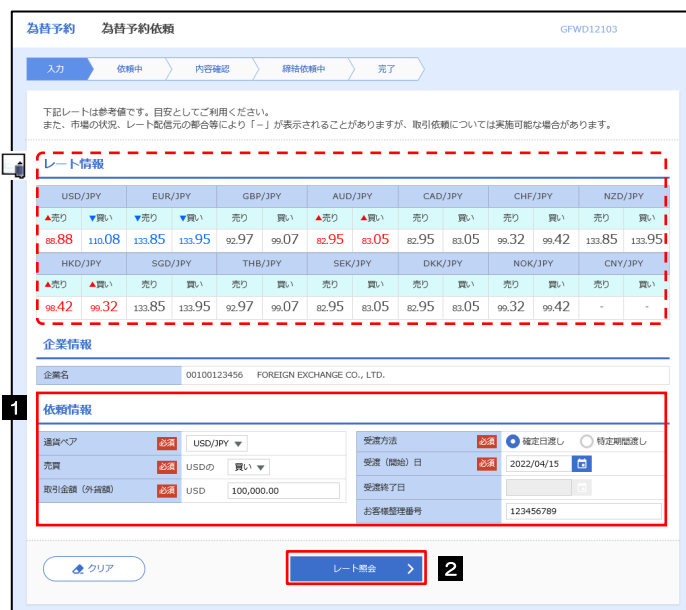 為替予約 為替予約依頼 GFWD12103
入力 依頼中 内容確認 締結依頼中 完了
下記レートは参考値です。目安としてご利用ください。
また、市場の状況、レート配信元の都合等により「－」が表示されることがありますが、取引依頼については実施可能な場合があります。
レート情報
USD/JPY EUR/JPY GBP/JPY AUD/JPY CAD/JPY CHF/JPY NZD/JPY
▲売り ▼買い ▼売り ▼買い 売り 買い ▲売り ▲買い 売り 買い 売り 買い 売り 買い
88.88 110.08 133.85 133.95 92.97 99.07 82.95 83.05 82.95 83.05 99.32 99.42 133.85 133.95
HKD/JPY SGD/JPY THB/JPY SEK/JPY DKK/JPY NOK/JPY CNY/JPY
▲売り ▲買い 売り 買い 売り 買い 売り 買い 売り 買い 売り 買い 売り 買い
98.42 99.32 133.85 133.95 92.97 99.07 82.95 83.05 82.95 83.05 99.32 99.42 - -
企業情報
企業名 00100123456 FOREIGN EXCHANGE CO., LTD.
1
依頼情報
通貨ペア 必須 USD/JPY ▼
売買 必須 USDの 買い ▼
取引金額（外貨額） 必須 USD 100,000.00
受渡方法 必須 確定日渡し 特定期間渡し
受渡（開始）日 必須 2022/04/15
受渡終了日
お客様整理番号 123456789
クリア レート照会 2